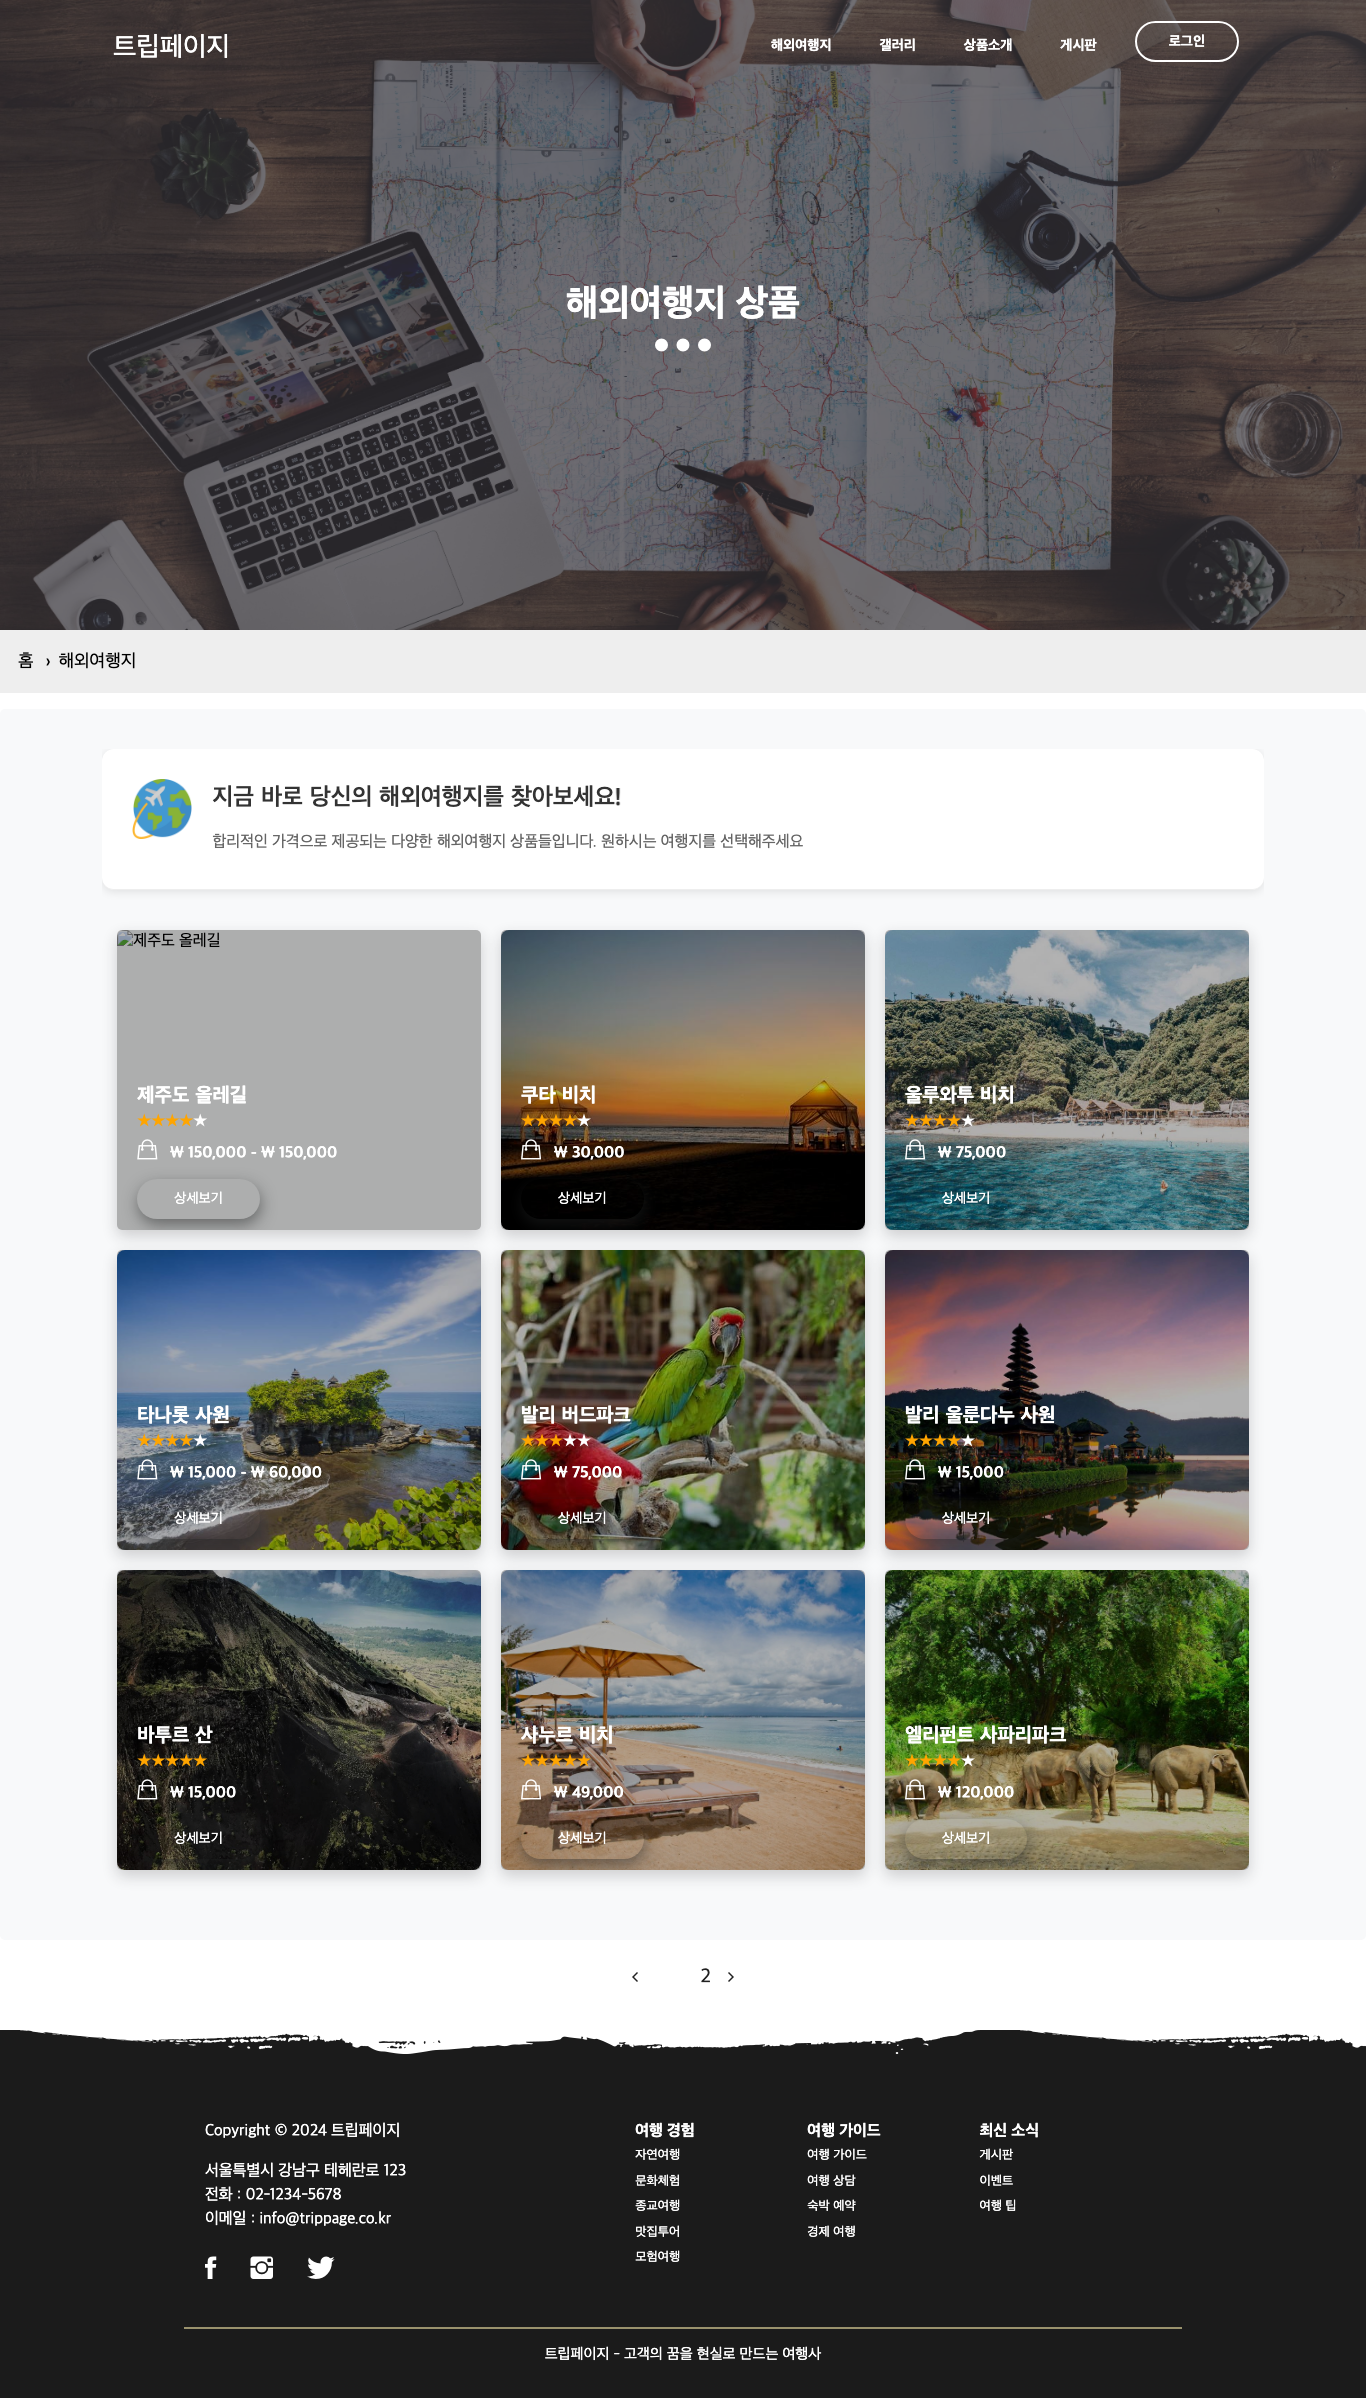 트립페이지
해외여행지 갤러리 상품소개 게시판 로그인
해외여행지 상품
홈 › 해외여행지
지금 바로 당신의 해외여행지를 찾아보세요!
합리적인 가격으로 제공되는 다양한 해외여행지 상품들입니다. 원하시는 여행지를 선택해주세요
제주도 올레길
제주도 올레길
★★★★★
₩ 150,000 - ₩ 150,000
상세보기
쿠타 비치
★★★★★
₩ 30,000
상세보기
울루와투 비치
★★★★★
₩ 75,000
상세보기
타나롯 사원
★★★★★
₩ 15,000 - ₩ 60,000
상세보기
발리 버드파크
★★★★★
₩ 75,000
상세보기
발리 울룬다누 사원
★★★★★
₩ 15,000
상세보기
바투르 산
★★★★★
₩ 15,000
상세보기
사누르 비치
★★★★★
₩ 49,000
상세보기
엘리펀트 사파리파크
★★★★★
₩ 120,000
상세보기
‹ 2 ›
Copyright © 2024 트립페이지
서울특별시 강남구 테헤란로 123
전화 : 02-1234-5678
이메일 : info@trippage.co.kr
여행 경험
자연여행
문화체험
종교여행
맛집투어
모험여행
여행 가이드
여행 가이드
여행 상담
숙박 예약
경제 여행
최신 소식
게시판
이벤트
여행 팁
트립페이지 - 고객의 꿈을 현실로 만드는 여행사